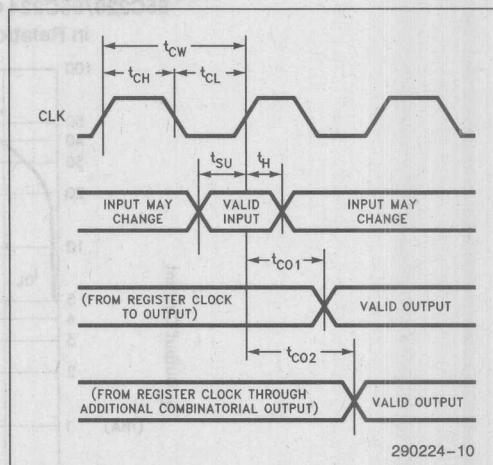 tCW
tCH tCL
CLK
tSU tH
INPUT MAY CHANGE VALID INPUT INPUT MAY CHANGE
tCO1
(FROM REGISTER CLOCK
TO OUTPUT) VALID OUTPUT
tCO2
(FROM REGISTER CLOCK THROUGH
ADDITIONAL COMBINATORIAL OUTPUT) VALID OUTPUT
290224-10